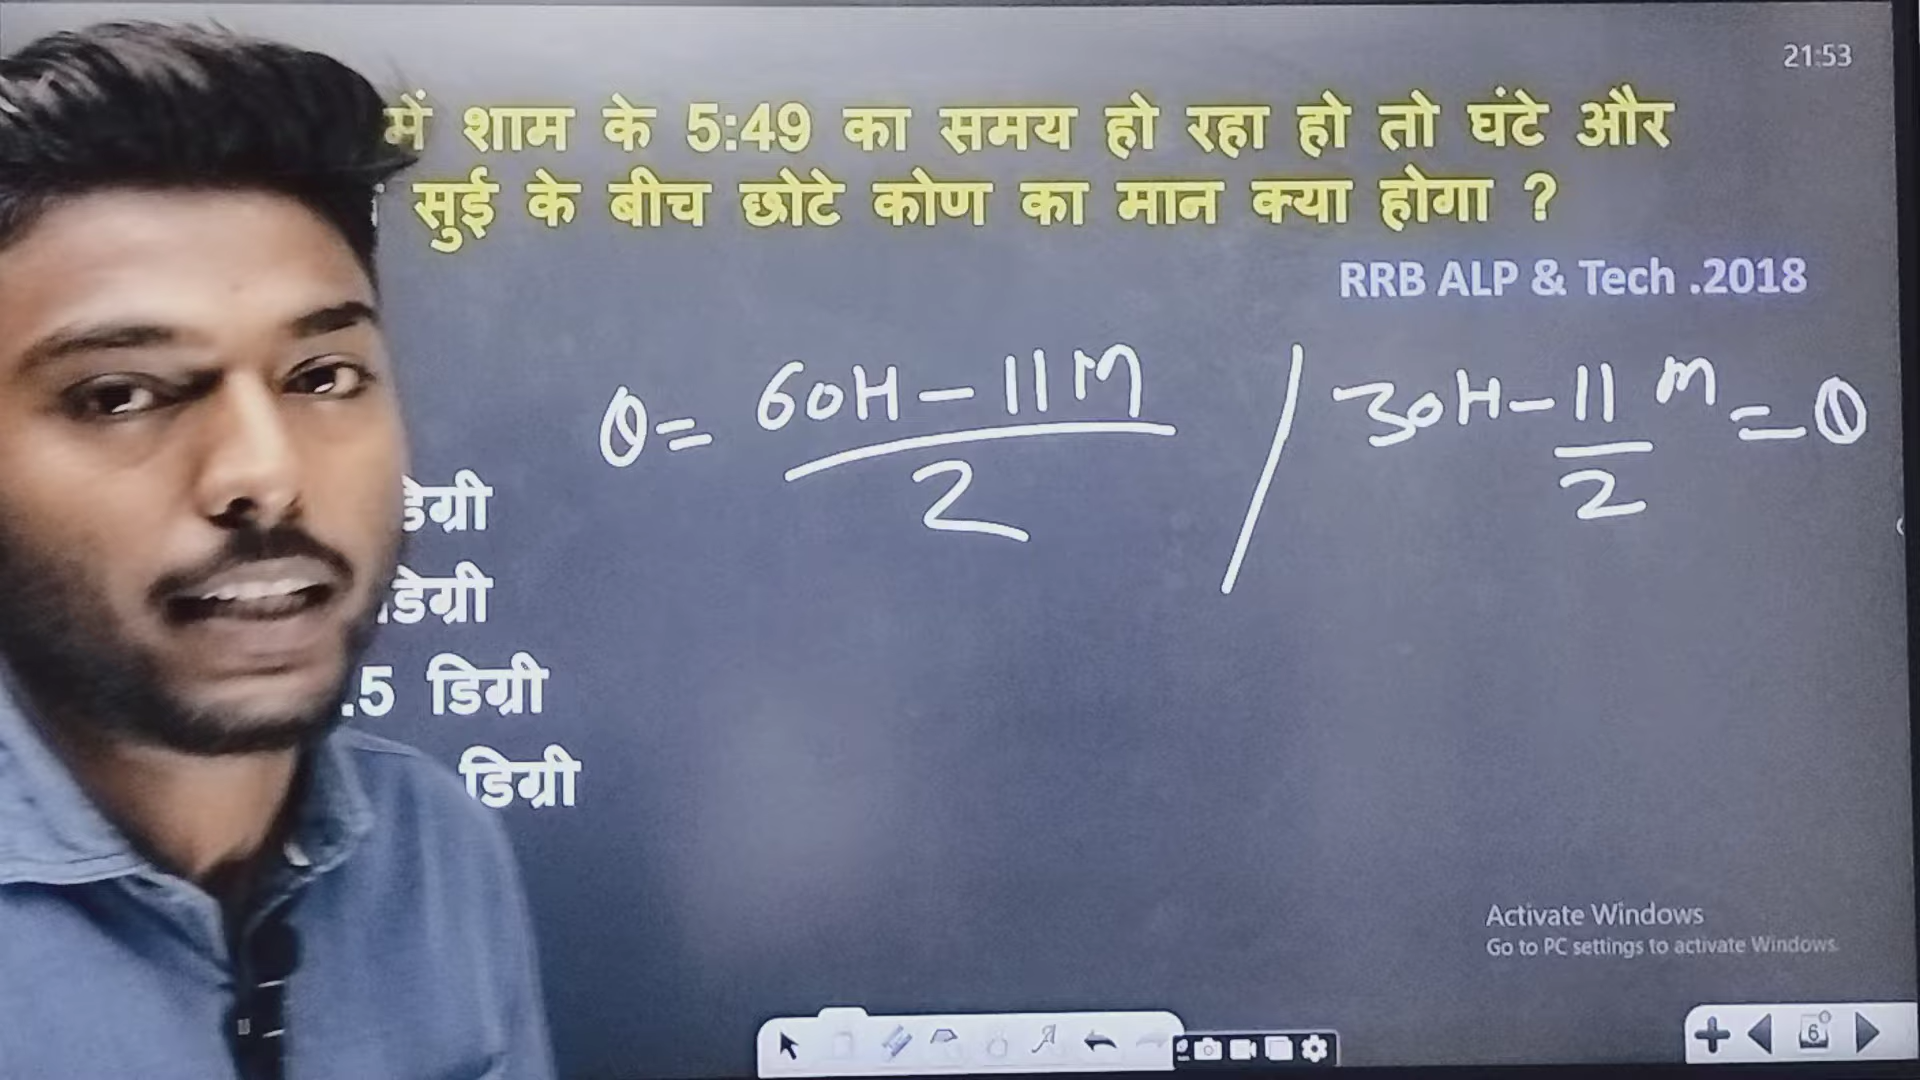 21:53
में शाम के 5:49 का समय हो रहा हो तो घंटे और
सुई के बीच छोटे कोण का मान क्या होगा ?
RRB ALP & Tech .2018
θ = 60H - 11M / 2 / 30H - 11/2 M = θ
डिग्री
डिग्री
.5 डिग्री
डिग्री
Activate Windows
Go to PC settings to activate Windows.
6